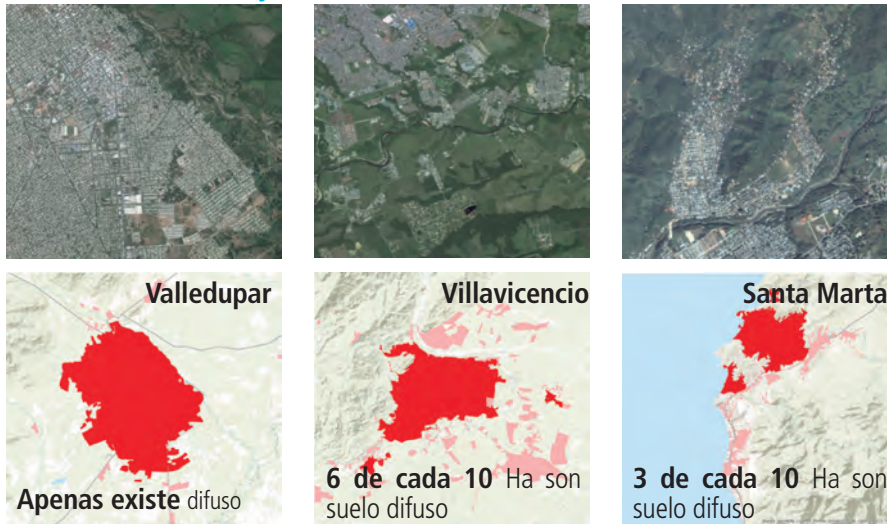 Valledupar
Apenas existe difuso
Villavicencio
6 de cada 10 Ha son
suelo difuso
Santa Marta
3 de cada 10 Ha son
suelo difuso